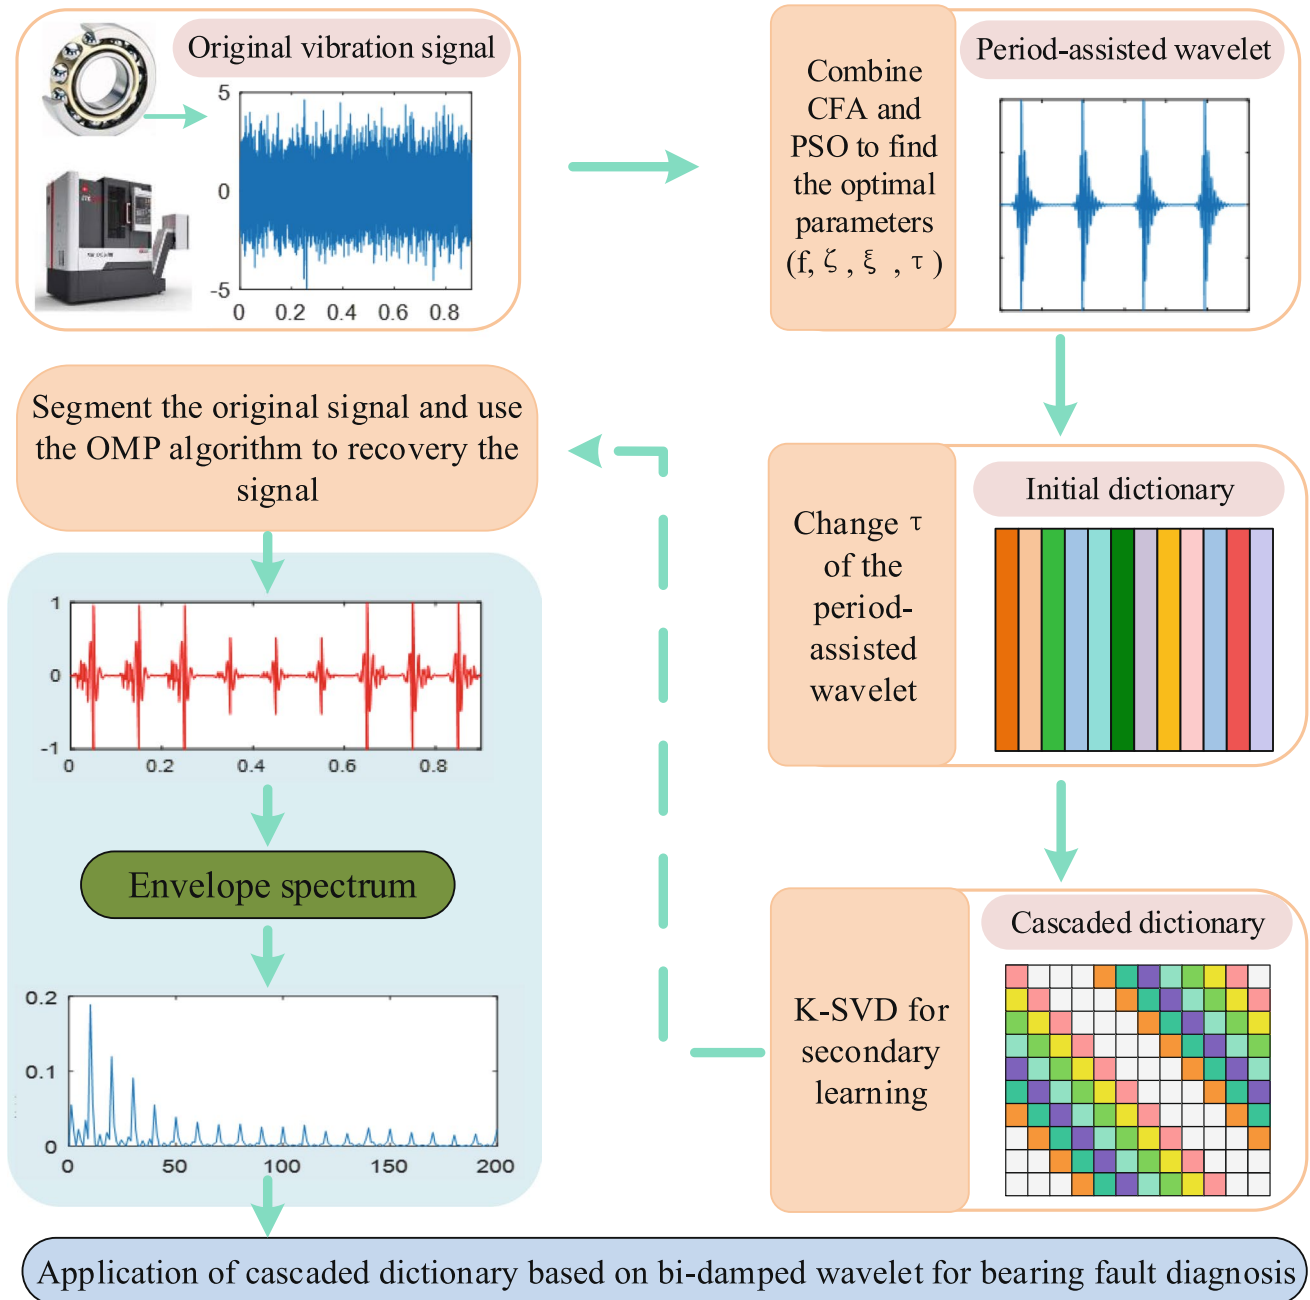 Original vibration signal
5
0
-5
0
0.2
0.4
0.6
0.8
Combine
CFA and
PSO to find
the optimal
parameters
(f, ζ , ξ , τ )
Period-assisted wavelet
Change τ
of the
period-
assisted
wavelet
Initial dictionary
K-SVD for
secondary
learning
Cascaded dictionary
Segment the original signal and use
the OMP algorithm to recovery the
signal
1
0
-1
0
0.2
0.4
0.6
0.8
Envelope spectrum
0.2
0.1
0
0
50
100
150
200
Application of cascaded dictionary based on bi-damped wavelet for bearing fault diagnosis